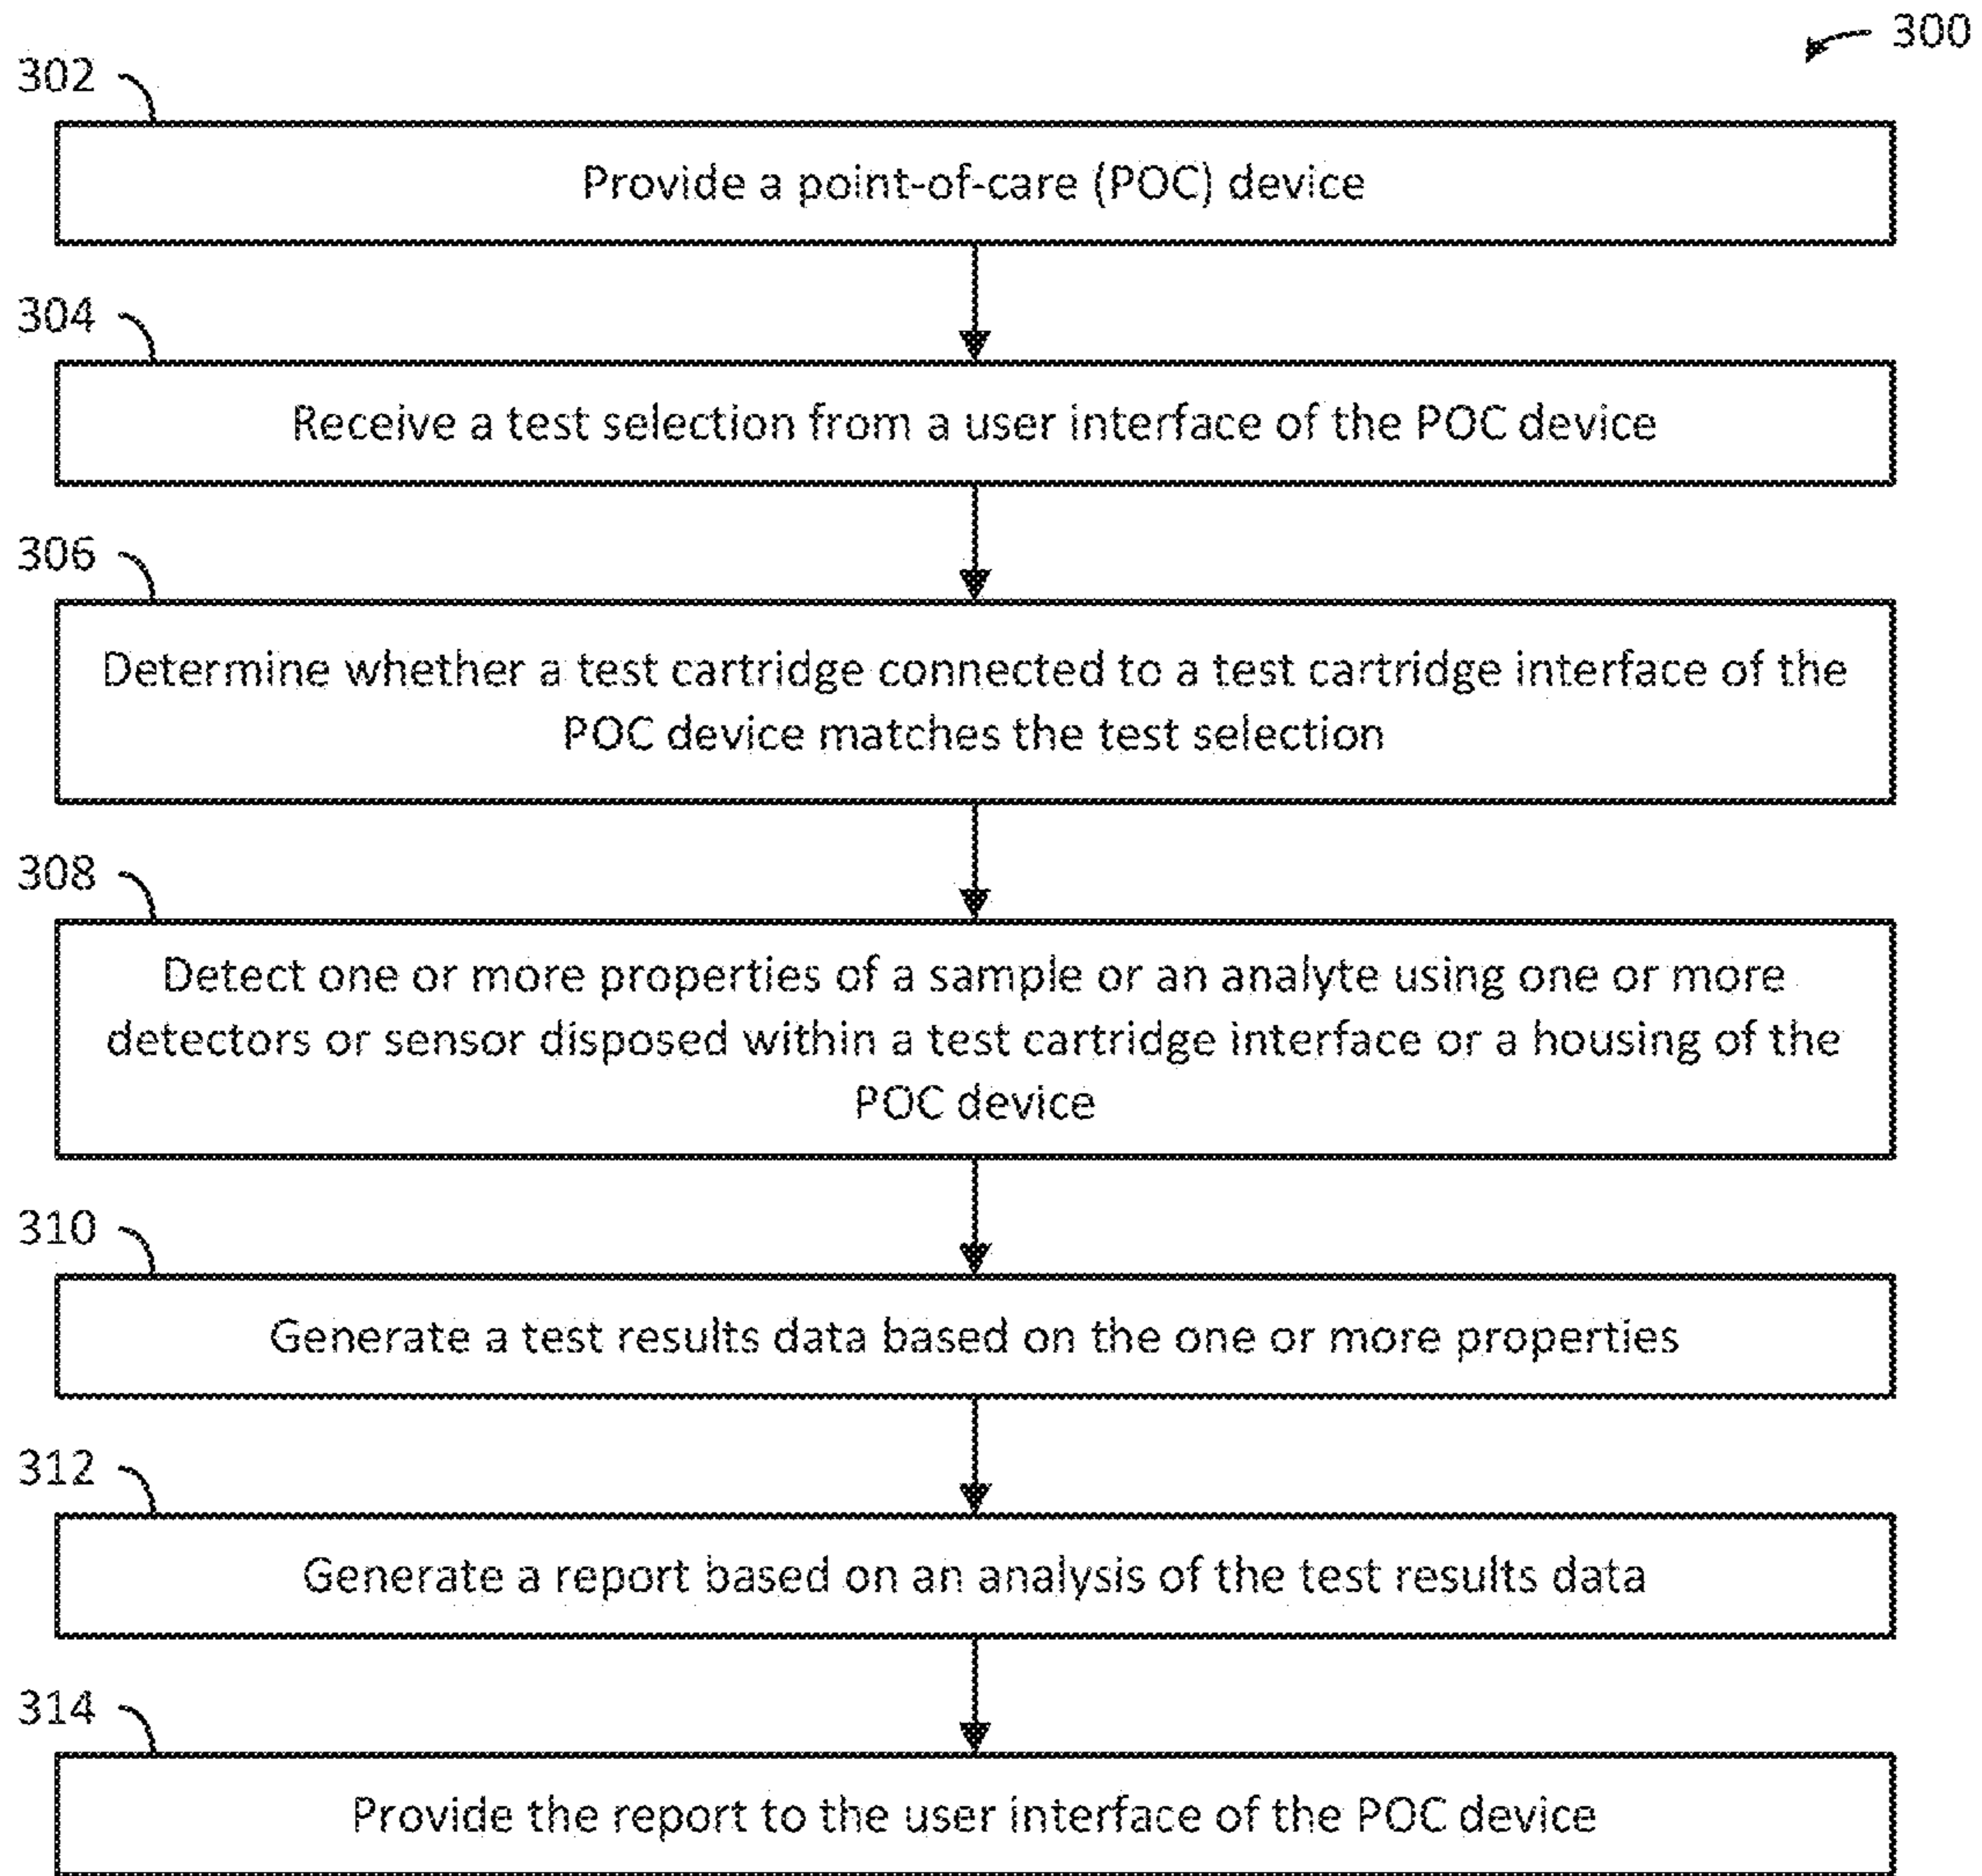 300
302
Provide a point-of-care (POC) device
304
Receive a test selection from a user interface of the POC device
306
Determine whether a test cartridge connected to a test cartridge interface of the
POC device matches the test selection
308
Detect one or more properties of a sample or an analyte using one or more
detectors or sensor disposed within a test cartridge interface or a housing of the
POC device
310
Generate a test results data based on the one or more properties
312
Generate a report based on an analysis of the test results data
314
Provide the report to the user interface of the POC device